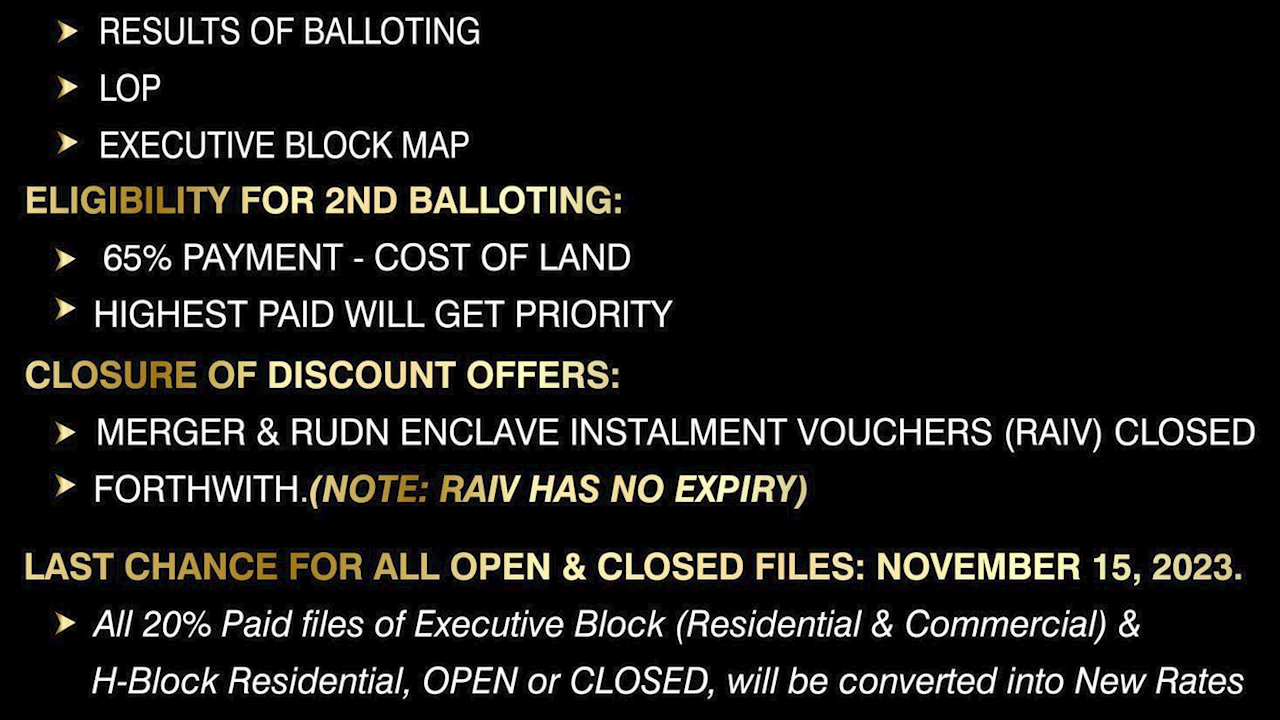 RESULTS OF BALLOTING
LOP
EXECUTIVE BLOCK MAP
ELIGIBILITY FOR 2ND BALLOTING:
65% PAYMENT - COST OF LAND
HIGHEST PAID WILL GET PRIORITY
CLOSURE OF DISCOUNT OFFERS:
MERGER & RUDN ENCLAVE INSTALMENT VOUCHERS (RAIV) CLOSED
FORTHWITH.(NOTE: RAIV HAS NO EXPIRY)
LAST CHANCE FOR ALL OPEN & CLOSED FILES: NOVEMBER 15, 2023.
All 20% Paid files of Executive Block (Residential & Commercial) &
H-Block Residential, OPEN or CLOSED, will be converted into New Rates